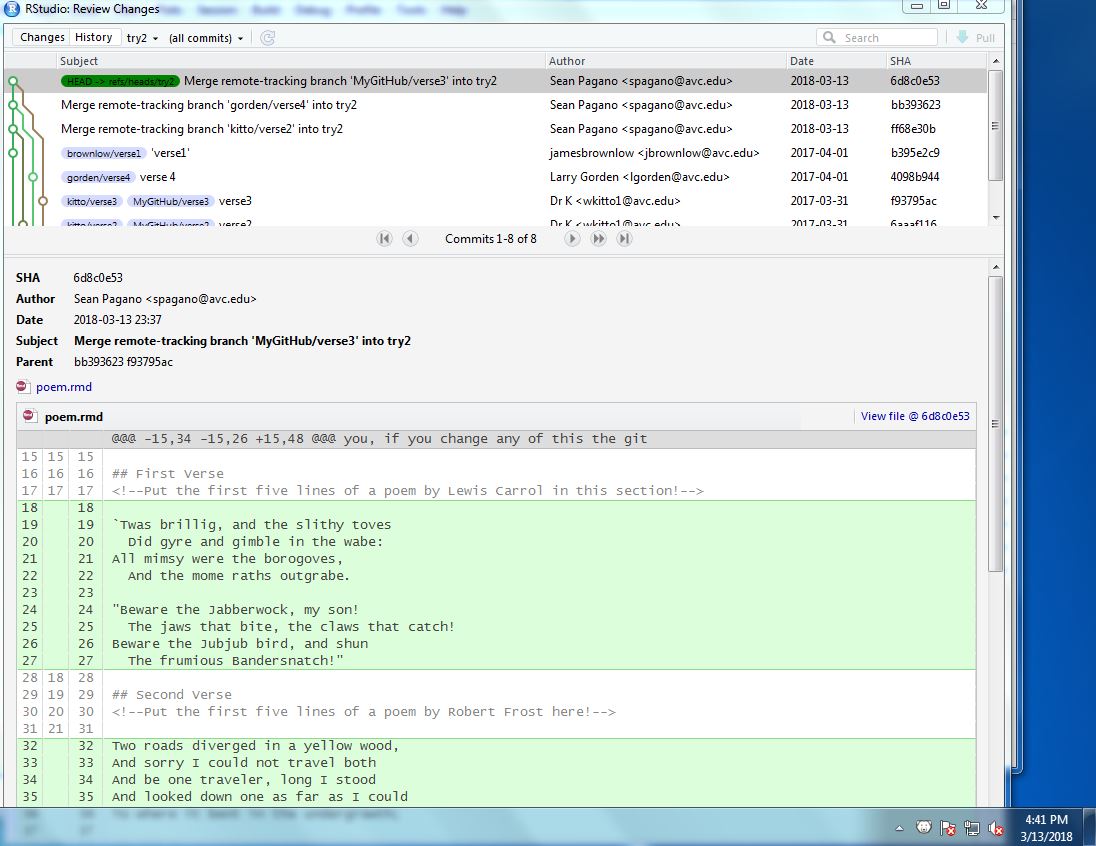 RStudio: Review Changes
Changes History try2 (all commits) Search Pull
Subject Author Date SHA
HEAD -> refs/heads/try2 Merge remote-tracking branch 'MyGitHub/verse3' into try2 Sean Pagano <spagano@avc.edu> 2018-03-13 6d8c0e53
Merge remote-tracking branch 'gorden/verse4' into try2 Sean Pagano <spagano@avc.edu> 2018-03-13 bb393623
Merge remote-tracking branch 'kitto/verse2' into try2 Sean Pagano <spagano@avc.edu> 2018-03-13 ff68e30b
brownlow/verse1 'verse1' jamesbrownlow <jbrownlow@avc.edu> 2017-04-01 b395e2c9
gorden/verse4 verse 4 Larry Gorden <lgorden@avc.edu> 2017-04-01 4098b944
kitto/verse3 MyGitHub/verse3 verse3 Dr K <wkitto1@avc.edu> 2017-03-31 f93795ac
kitto/verse2 MyGitHub/verse2 verse2 Dr K <wkitto1@avc.edu> 2017-03-31 6aaaf116
Commits 1-8 of 8
SHA 6d8c0e53
Author Sean Pagano <spagano@avc.edu>
Date 2018-03-13 23:37
Subject Merge remote-tracking branch 'MyGitHub/verse3' into try2
Parent bb393623 f93795ac
poem.rmd
poem.rmd View file @ 6d8c0e53
@@@ -15,34 -15,26 +15,48 @@@ you, if you change any of this the git
15 15 15
16 16 16 ## First Verse
17 17 17 <!--Put the first five lines of a poem by Lewis Carrol in this section!-->
18 18
19 19 `Twas brillig, and the slithy toves
20 20 Did gyre and gimble in the wabe:
21 21 All mimsy were the borogoves,
22 22 And the mome raths outgrabe.
23 23
24 24 "Beware the Jabberwock, my son!
25 25 The jaws that bite, the claws that catch!
26 26 Beware the Jubjub bird, and shun
27 27 The frumious Bandersnatch!"
28 18 28
29 19 29 ## Second Verse
30 20 30 <!--Put the first five lines of a poem by Robert Frost here!-->
31 21 31
32 32 Two roads diverged in a yellow wood,
33 33 And sorry I could not travel both
34 34 And be one traveler, long I stood
35 35 And looked down one as far as I could
4:41 PM
3/13/2018